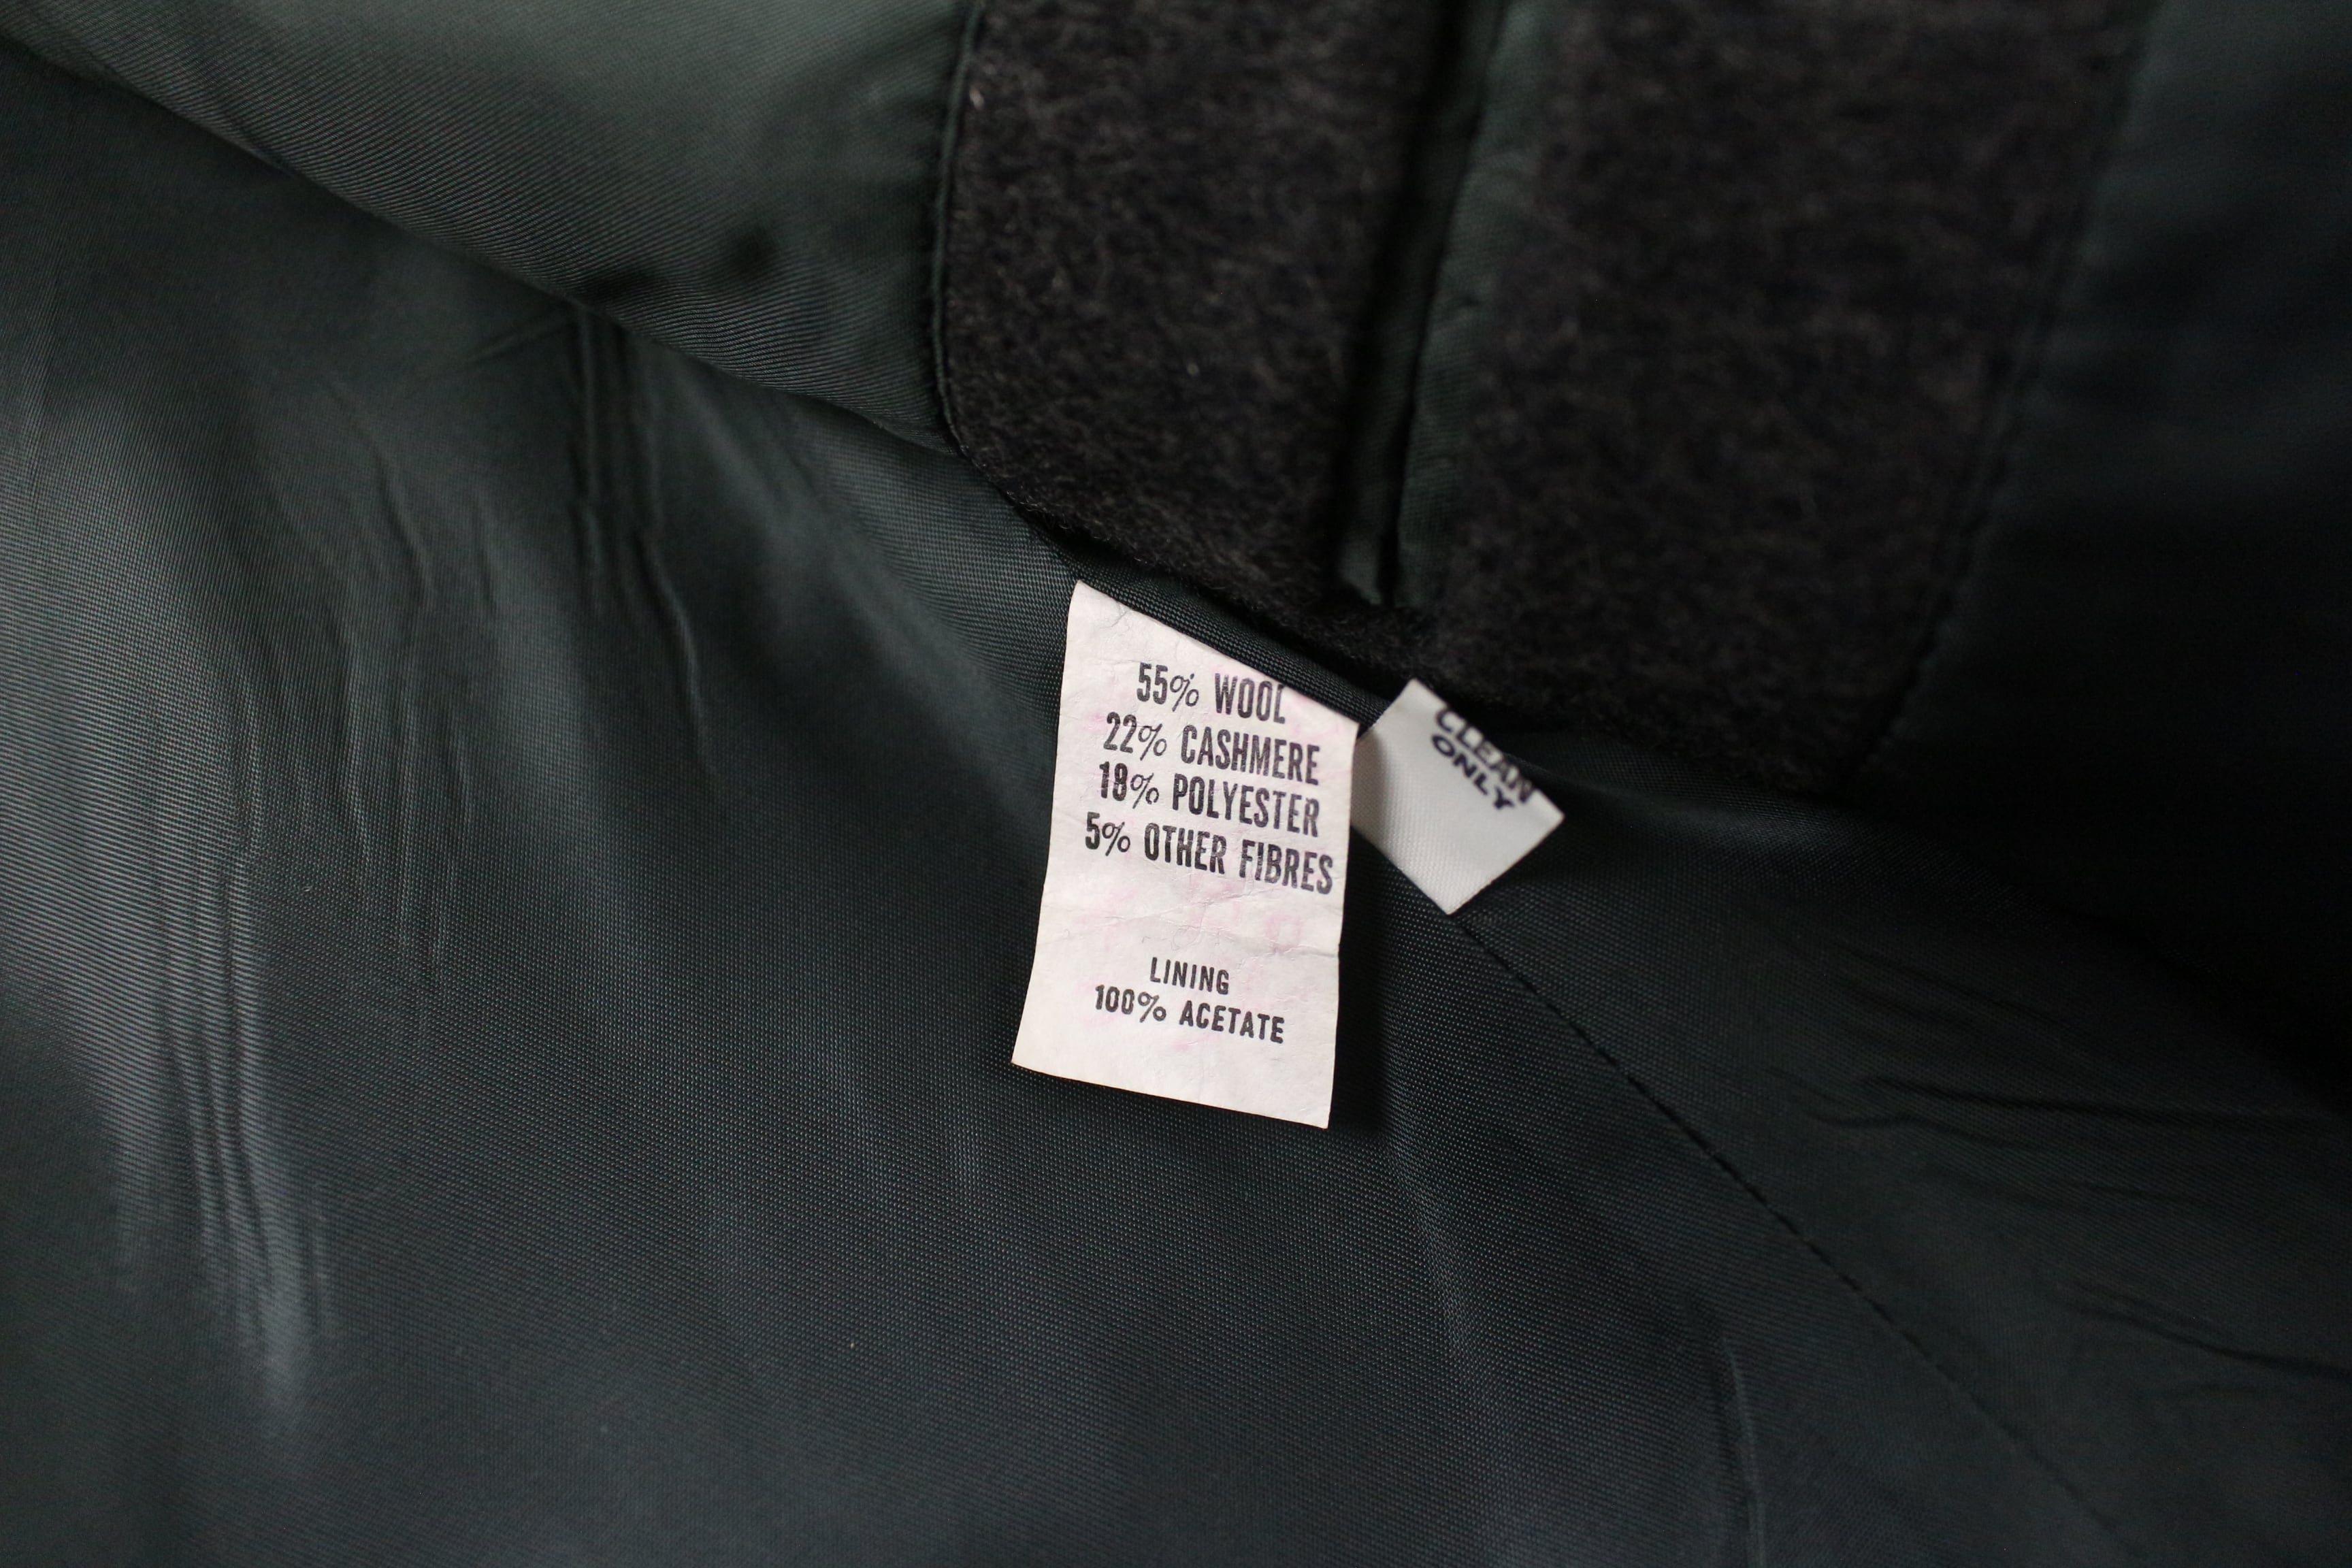 55% WOOL
22% CASHMERE
18% POLYESTER
5% OTHER FIBRES
LINING
100% ACETATE
CLEAN
ONLY